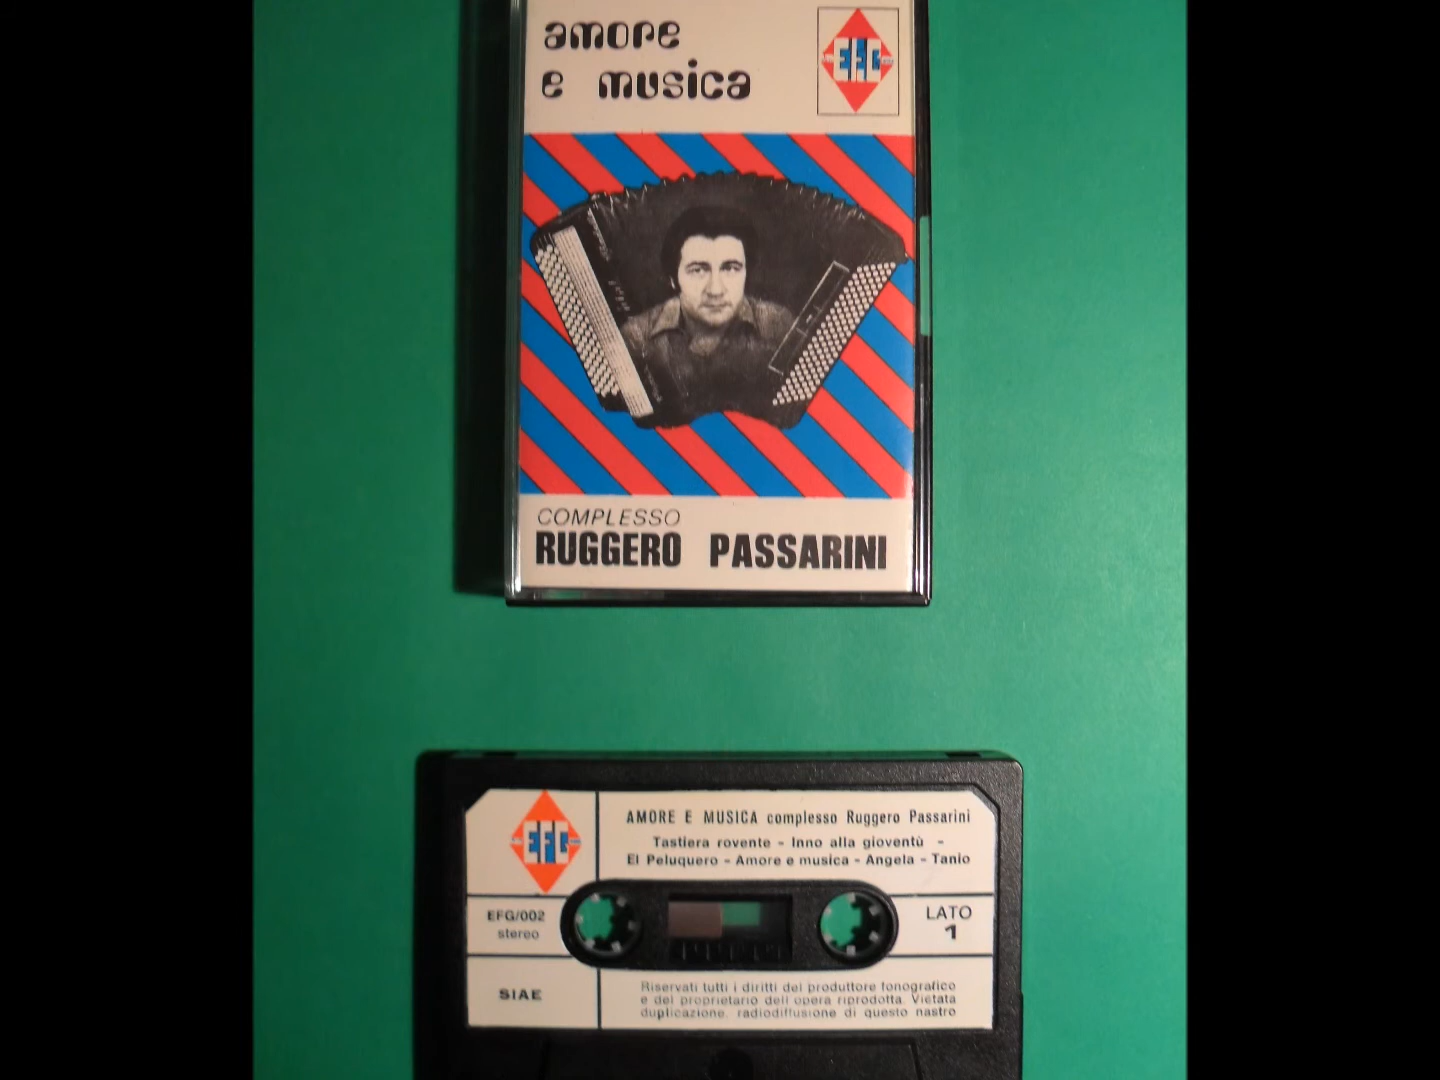 amore
e musica
EFG
COMPLESSO
RUGGERO PASSARINI
EFG
AMORE E MUSICA complesso Ruggero Passarini
Tastiera rovente - Inno alla gioventù -
El Peluquero - Amore e musica - Angela - Tanio
EFG/002
stereo
LATO
1
SIAE
Riservati tutti i diritti del produttore fonografico
e del proprietario dell opera riprodotta. Vietata
duplicazione, radiodiffusione di questo nastro